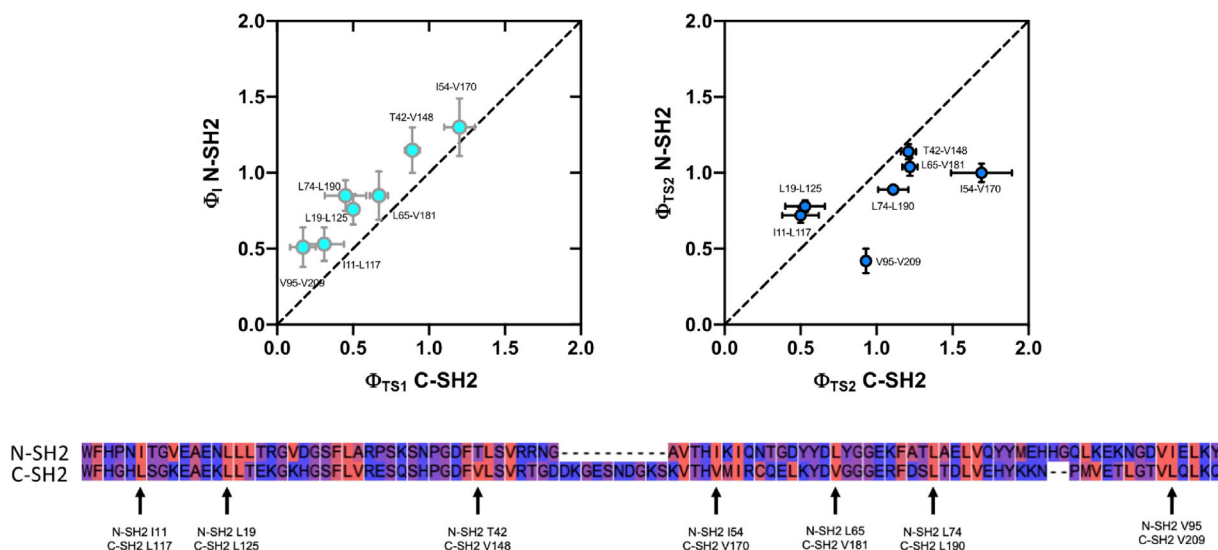 2.0
1.5
1.0
0.5
0.0
0.0 0.5 1.0 1.5 2.0
Φ_I N-SH2
Φ_TS1 C-SH2
I54-V170
T42-V148
L74-L190
L65-V181
L19-L125
I11-L117
V95-V209
2.0
1.5
1.0
0.5
0.0
0.0 0.5 1.0 1.5 2.0
Φ_TS2 N-SH2
Φ_TS2 C-SH2
T42-V148
L65-V181
I54-V170
L74-L190
L19-L125
I11-L117
V95-V209
N-SH2 WFHPNITGVEAENLLLTRGVDGSFLARPSKSNPGDFTLSVRRNG----------AVTHIKIQNTGDYYDLYGGEKFATLAELVQYYMEHHGQLKEKNGDVIELKY
C-SH2 WFHGHLSGKEAEKLLTEKGKHGSFLVRESQSHPGDFVLSVRTGDDKGESNDGKSKVTHVMIRCQELKYDVGGGERFDSLTDLVEHYKKN--PMVETLGTVLQLKQ
N-SH2 I11
C-SH2 L117
N-SH2 L19
C-SH2 L125
N-SH2 T42
C-SH2 V148
N-SH2 I54
C-SH2 V170
N-SH2 L65
C-SH2 V181
N-SH2 L74
C-SH2 L190
N-SH2 V95
C-SH2 V209